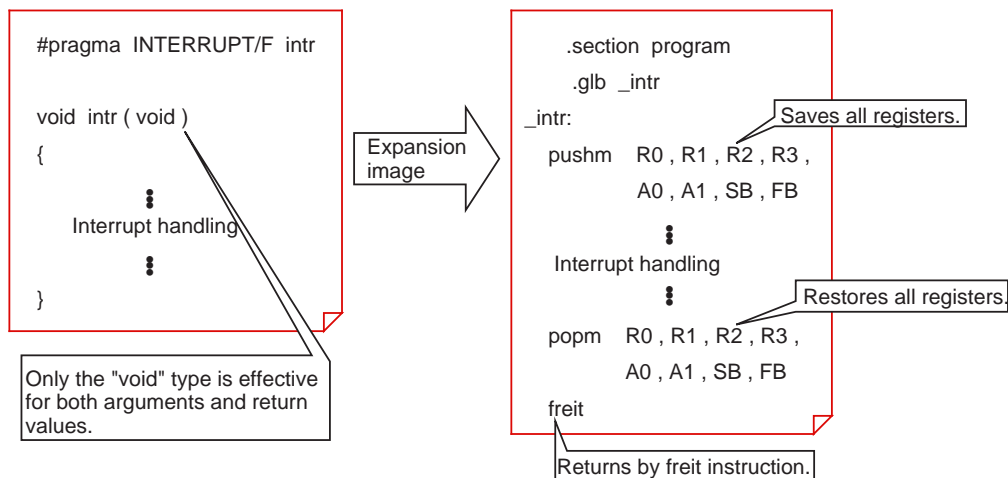 #pragma INTERRUPT/F intr
void intr ( void )
{
Interrupt handling
}
Only the "void" type is effective
for both arguments and return
values.
Expansion
image
.section program
.glb _intr
_intr:
Saves all registers.
pushm R0 , R1 , R2 , R3 ,
A0 , A1 , SB , FB
Interrupt handling
Restores all registers.
popm R0 , R1 , R2 , R3 ,
A0 , A1 , SB , FB
freit
Returns by freit instruction.